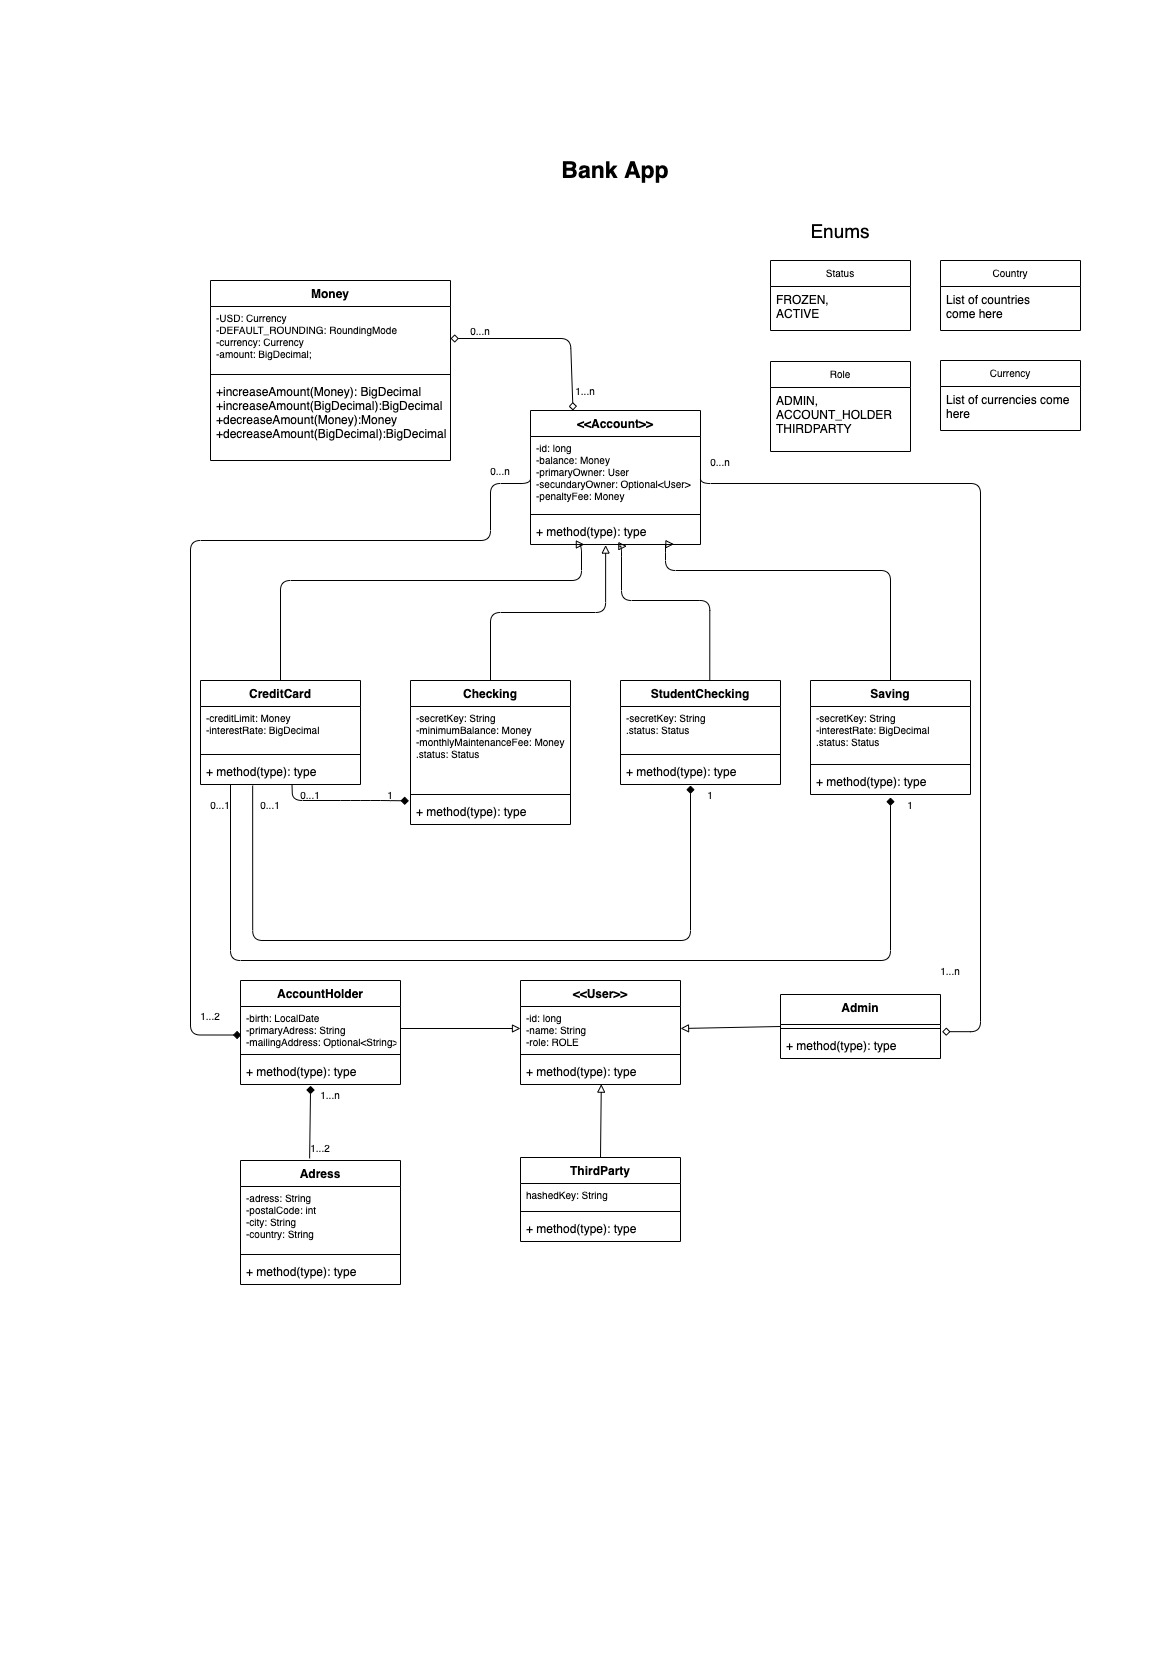 Bank App
Enums
Status
FROZEN,
ACTIVE
Country
List of countries
come here
Role
ADMIN,
ACCOUNT_HOLDER
THIRDPARTY
Currency
List of currencies come
here
Money
-USD: Currency
-DEFAULT_ROUNDING: RoundingMode
-currency: Currency
-amount: BigDecimal;
+increaseAmount(Money): BigDecimal
+increaseAmount(BigDecimal):BigDecimal
+decreaseAmount(Money):Money
+decreaseAmount(BigDecimal):BigDecimal
0...n
1...n
<<Account>>
-id: long
-balance: Money
-primaryOwner: User
-secundaryOwner: Optional<User>
-penaltyFee: Money
+ method(type): type
0...n
0...n
CreditCard
-creditLimit: Money
-interestRate: BigDecimal
+ method(type): type
Checking
-secretKey: String
-minimumBalance: Money
-monthlyMaintenanceFee: Money
.status: Status
+ method(type): type
StudentChecking
-secretKey: String
.status: Status
+ method(type): type
Saving
-secretKey: String
-interestRate: BigDecimal
.status: Status
+ method(type): type
0...1
0...1
0...1
1
1
1
1...n
1...2
AccountHolder
-birth: LocalDate
-primaryAdress: String
-mailingAddress: Optional<String>
+ method(type): type
<<User>>
-id: long
-name: String
-role: ROLE
+ method(type): type
Admin
+ method(type): type
1...n
1...2
Adress
-adress: String
-postalCode: int
-city: String
-country: String
+ method(type): type
ThirdParty
hashedKey: String
+ method(type): type